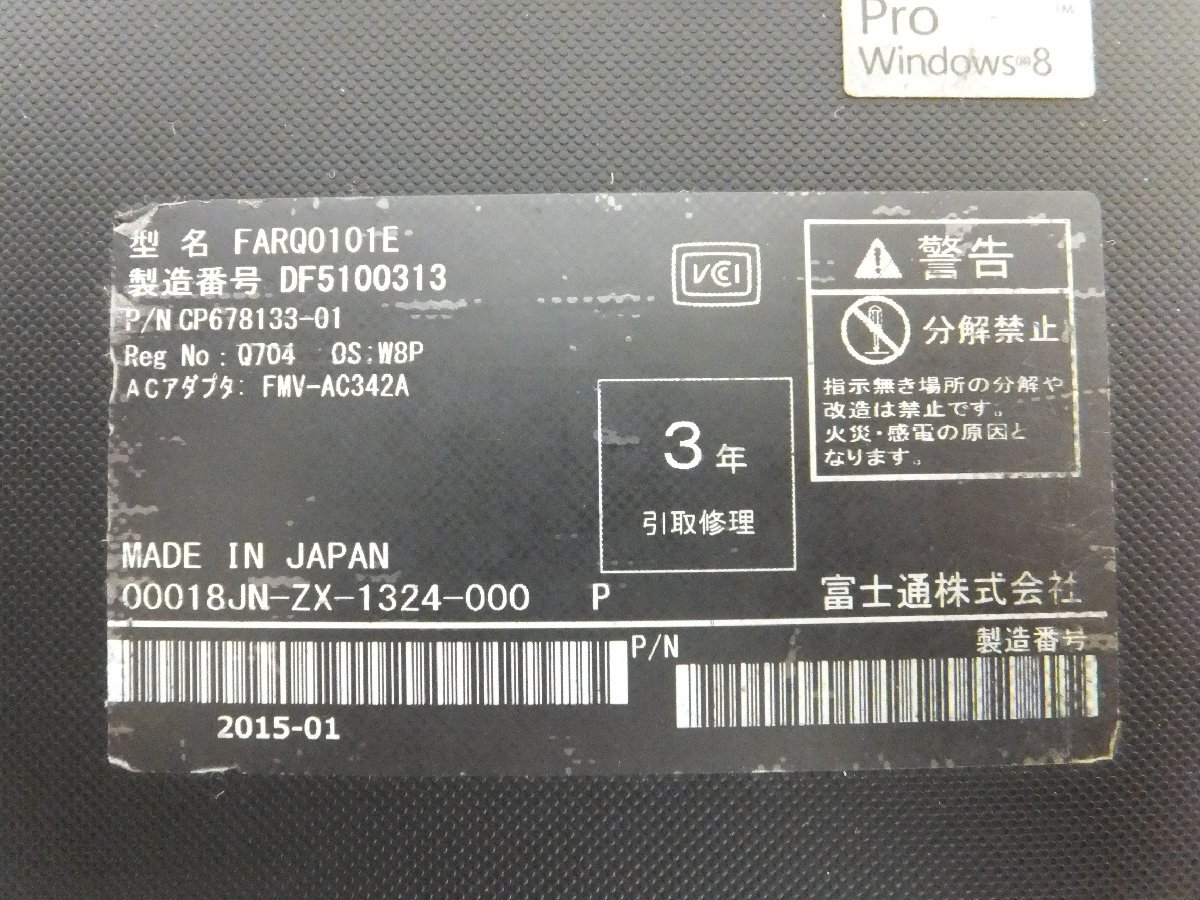 Pro ™
Windows®8
型 名 FARQ0101E
製造番号 DF5100313
P/N CP678133-01
Reg No : Q704 OS:W8P
ACアダプタ: FMV-AC342A
VCCI
警告
分解禁止
指示無き場所の分解や
改造は禁止です。
火災・感電の原因と
なります。
3年
引取修理
MADE IN JAPAN
00018JN-ZX-1324-000 P
富士通株式会社
P/N
製造番号
2015-01